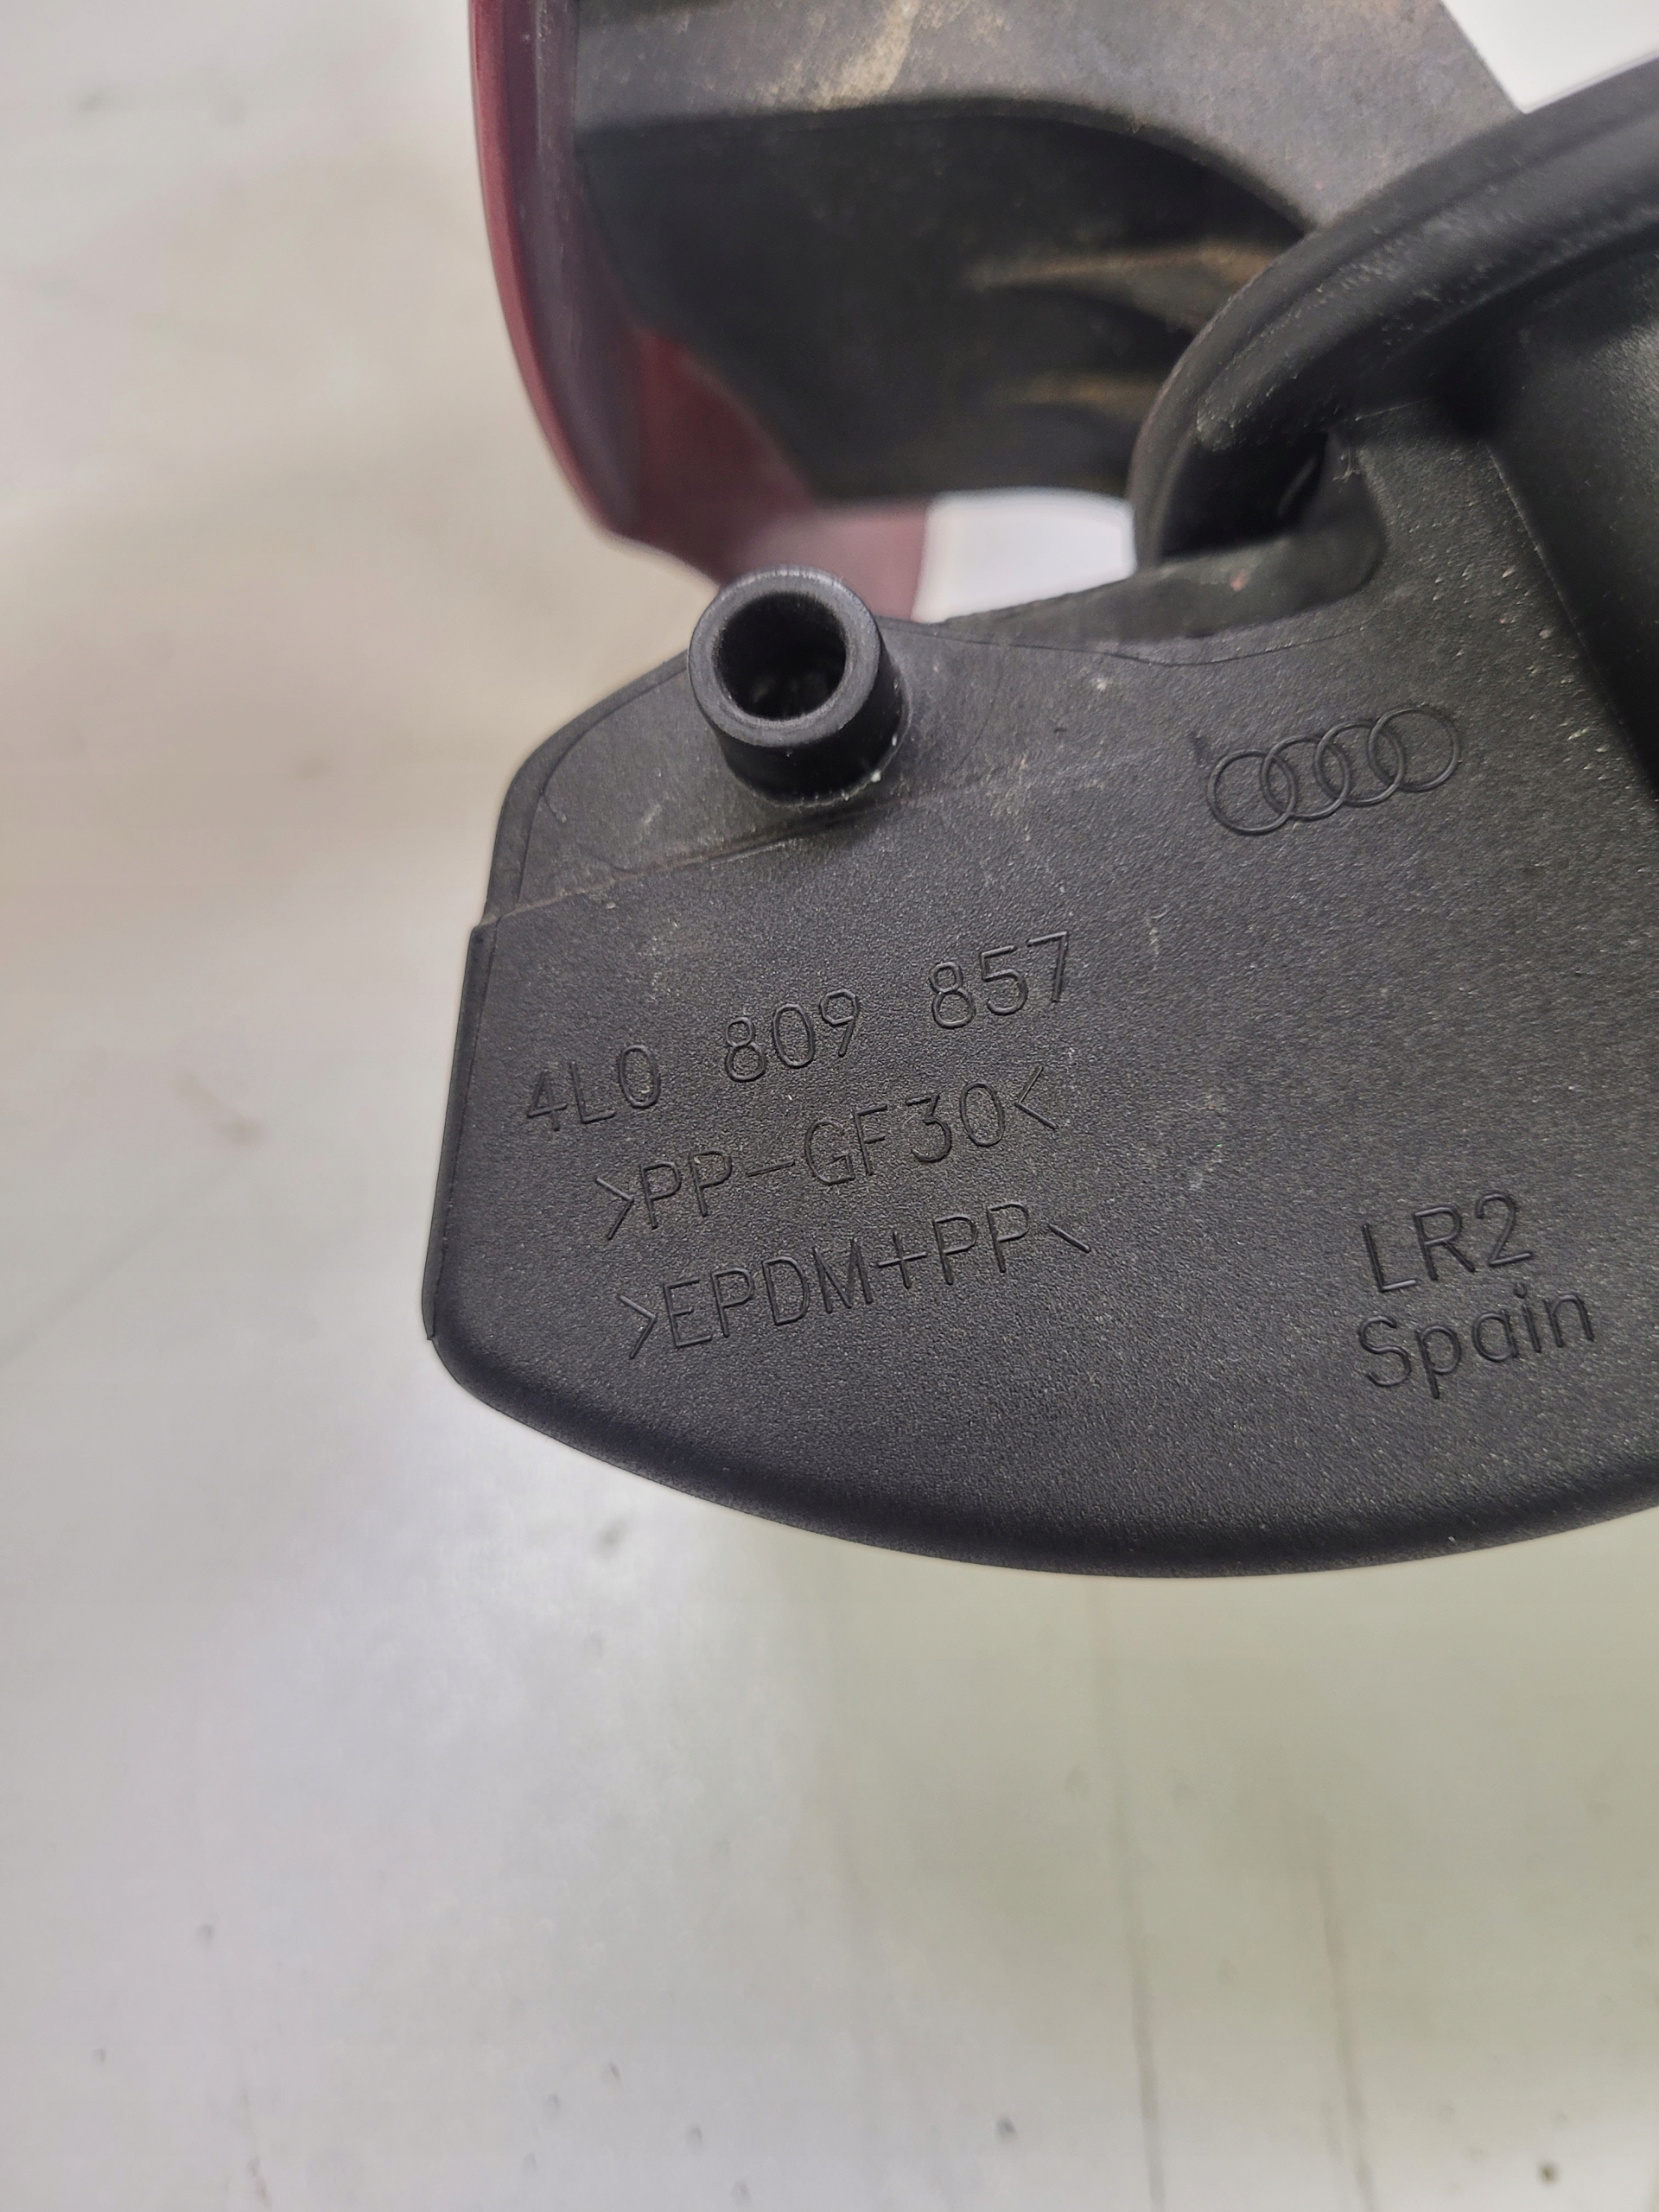 4L0 809 857
>PP-GF30<
>EPDM+PP\
LR2
Spain